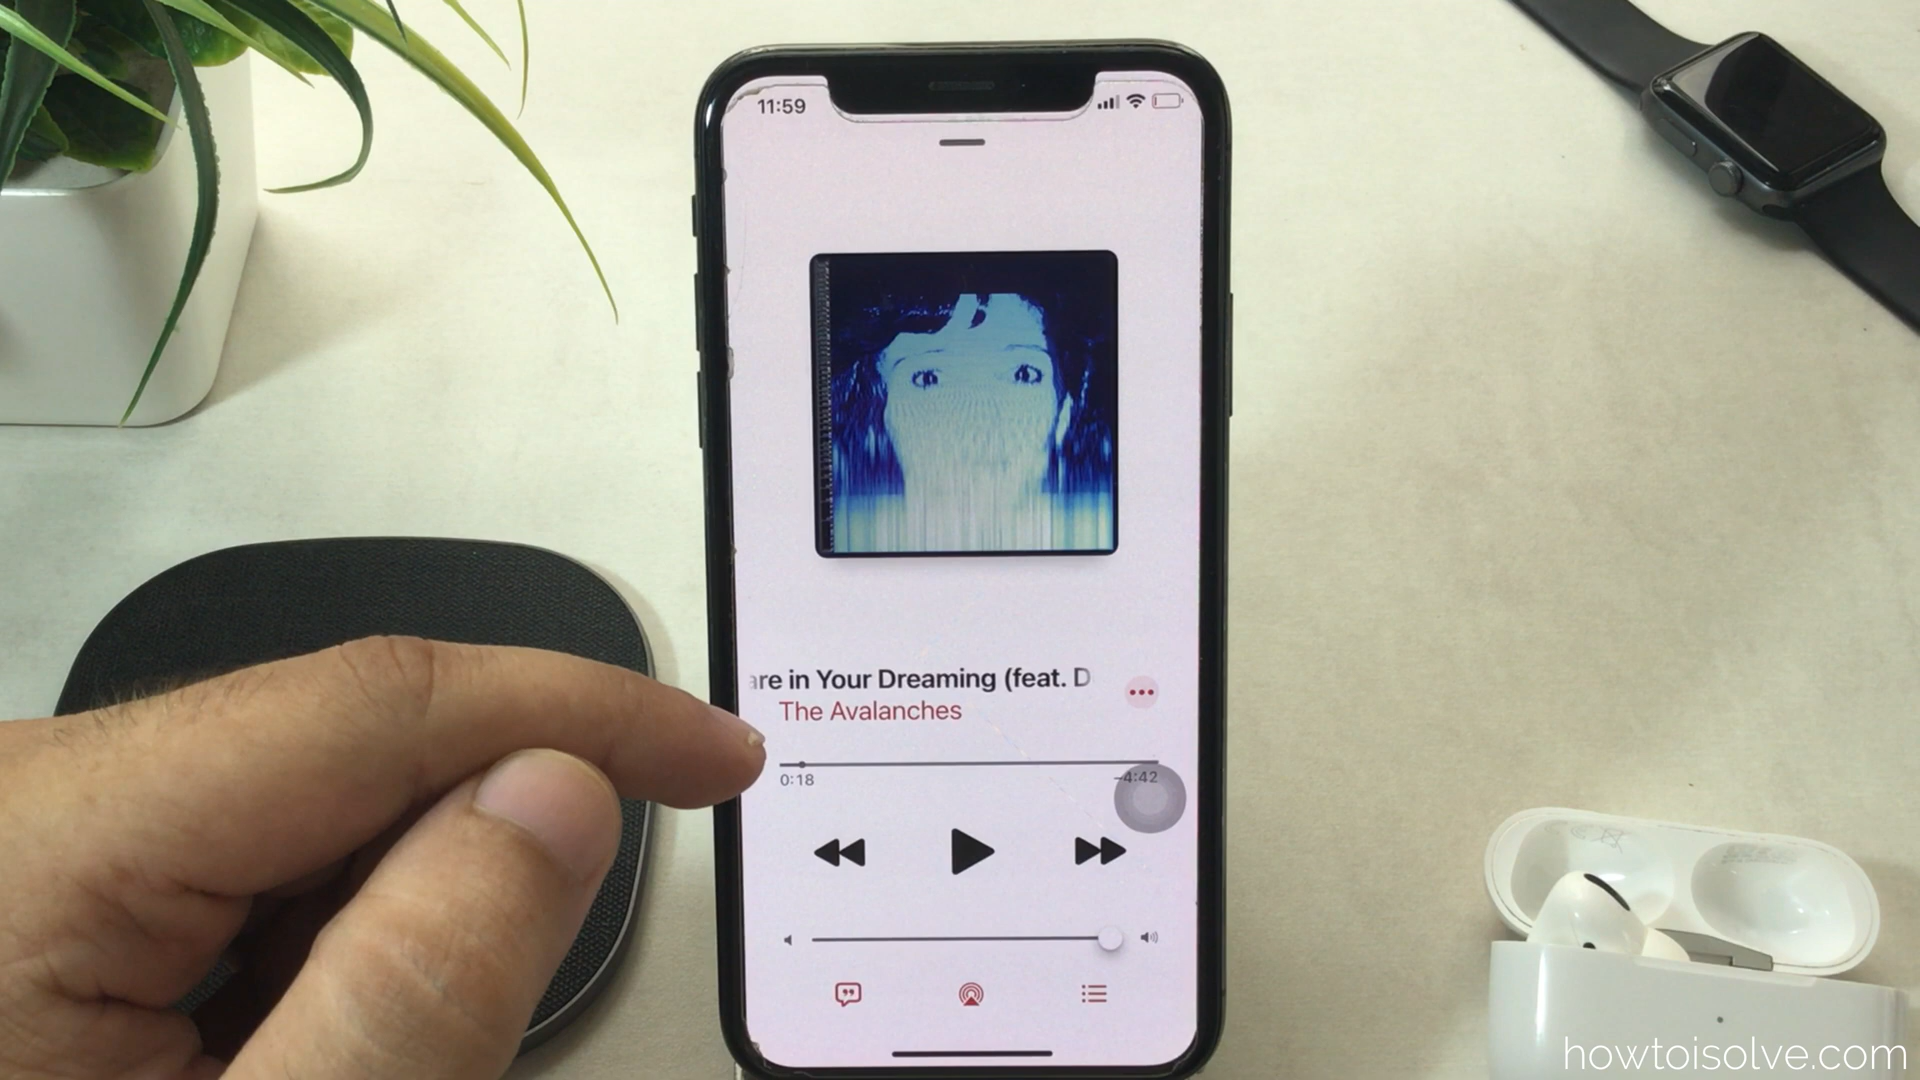 11:59
are in Your Dreaming (feat. D
The Avalanches
0:18
-4:42
howtoisolve.com